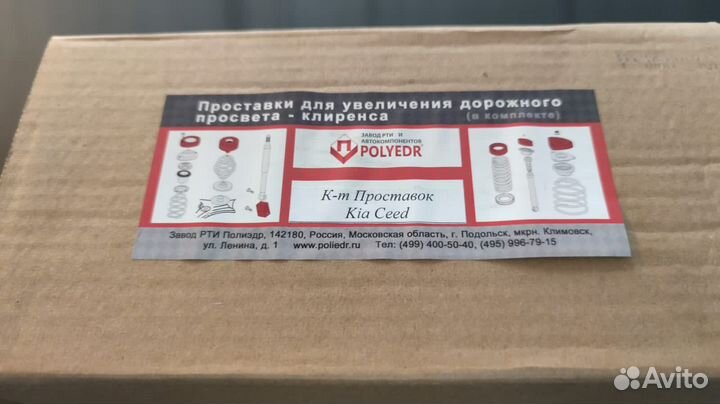 Проставки для увеличения дорожного
просвета - клиренса (в комплекте)
ЗАВОД РТИ И
АВТОКОМПОНЕНТОВ
POLYEDR
К-т Проставок
Kia Ceed
Завод РТИ Полиэдр, 142180, Россия, Московская область, г. Подольск, мкрн. Климовск,
ул. Ленина, д. 1 www.poliedr.ru Тел: (499) 400-50-40, (495) 996-79-15
Avito